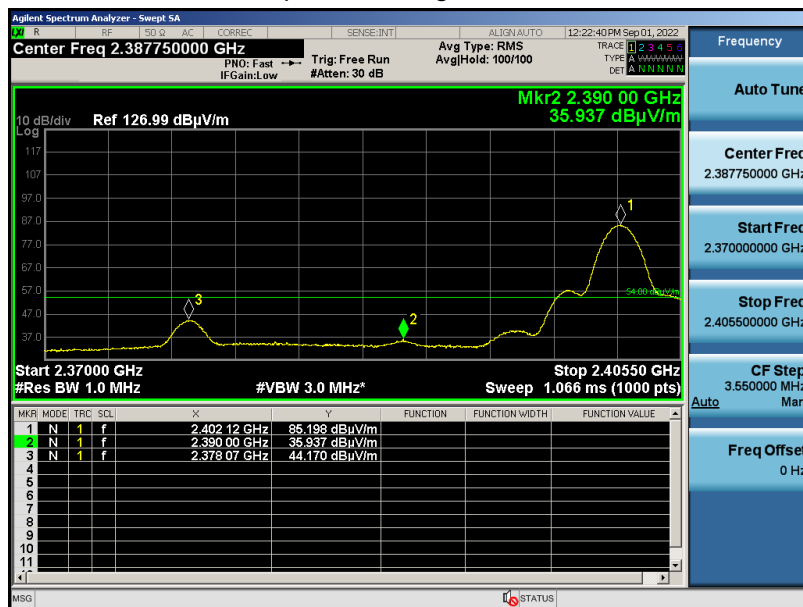 Agilent Spectrum Analyzer - Swept SA
LXI R RF 50 Ω AC CORREC SENSE:INT ALIGN AUTO 12:22:40 PM Sep 01, 2022
Center Freq 2.387750000 GHz
PNO: Fast
IFGain:Low
Trig: Free Run
#Atten: 30 dB
Avg Type: RMS
Avg|Hold: 100/100
TRACE 1 2 3 4 5 6
TYPE A WWWWW
DET A N N N N N
Mkr2 2.390 00 GHz
35.937 dBµV/m
10 dB/div
Log
Ref 126.99 dBµV/m
117
107
97.0
87.0
77.0
67.0
57.0
47.0
37.0
1
2
3
54.00 dBµV/m
Start 2.37000 GHz Stop 2.40550 GHz
#Res BW 1.0 MHz #VBW 3.0 MHz* Sweep 1.066 ms (1000 pts)
MKR MODE TRC SCL X Y FUNCTION FUNCTION WIDTH FUNCTION VALUE
1 N 1 f 2.402 12 GHz 85.198 dBµV/m
2 N 1 f 2.390 00 GHz 35.937 dBµV/m
3 N 1 f 2.378 07 GHz 44.170 dBµV/m
4
5
6
7
8
9
10
11
MSG STATUS
Frequency
Auto Tune
Center Freq
2.387750000 GHz
Start Freq
2.370000000 GHz
Stop Freq
2.405500000 GHz
CF Step
3.550000 MHz
Auto Man
Freq Offset
0 Hz